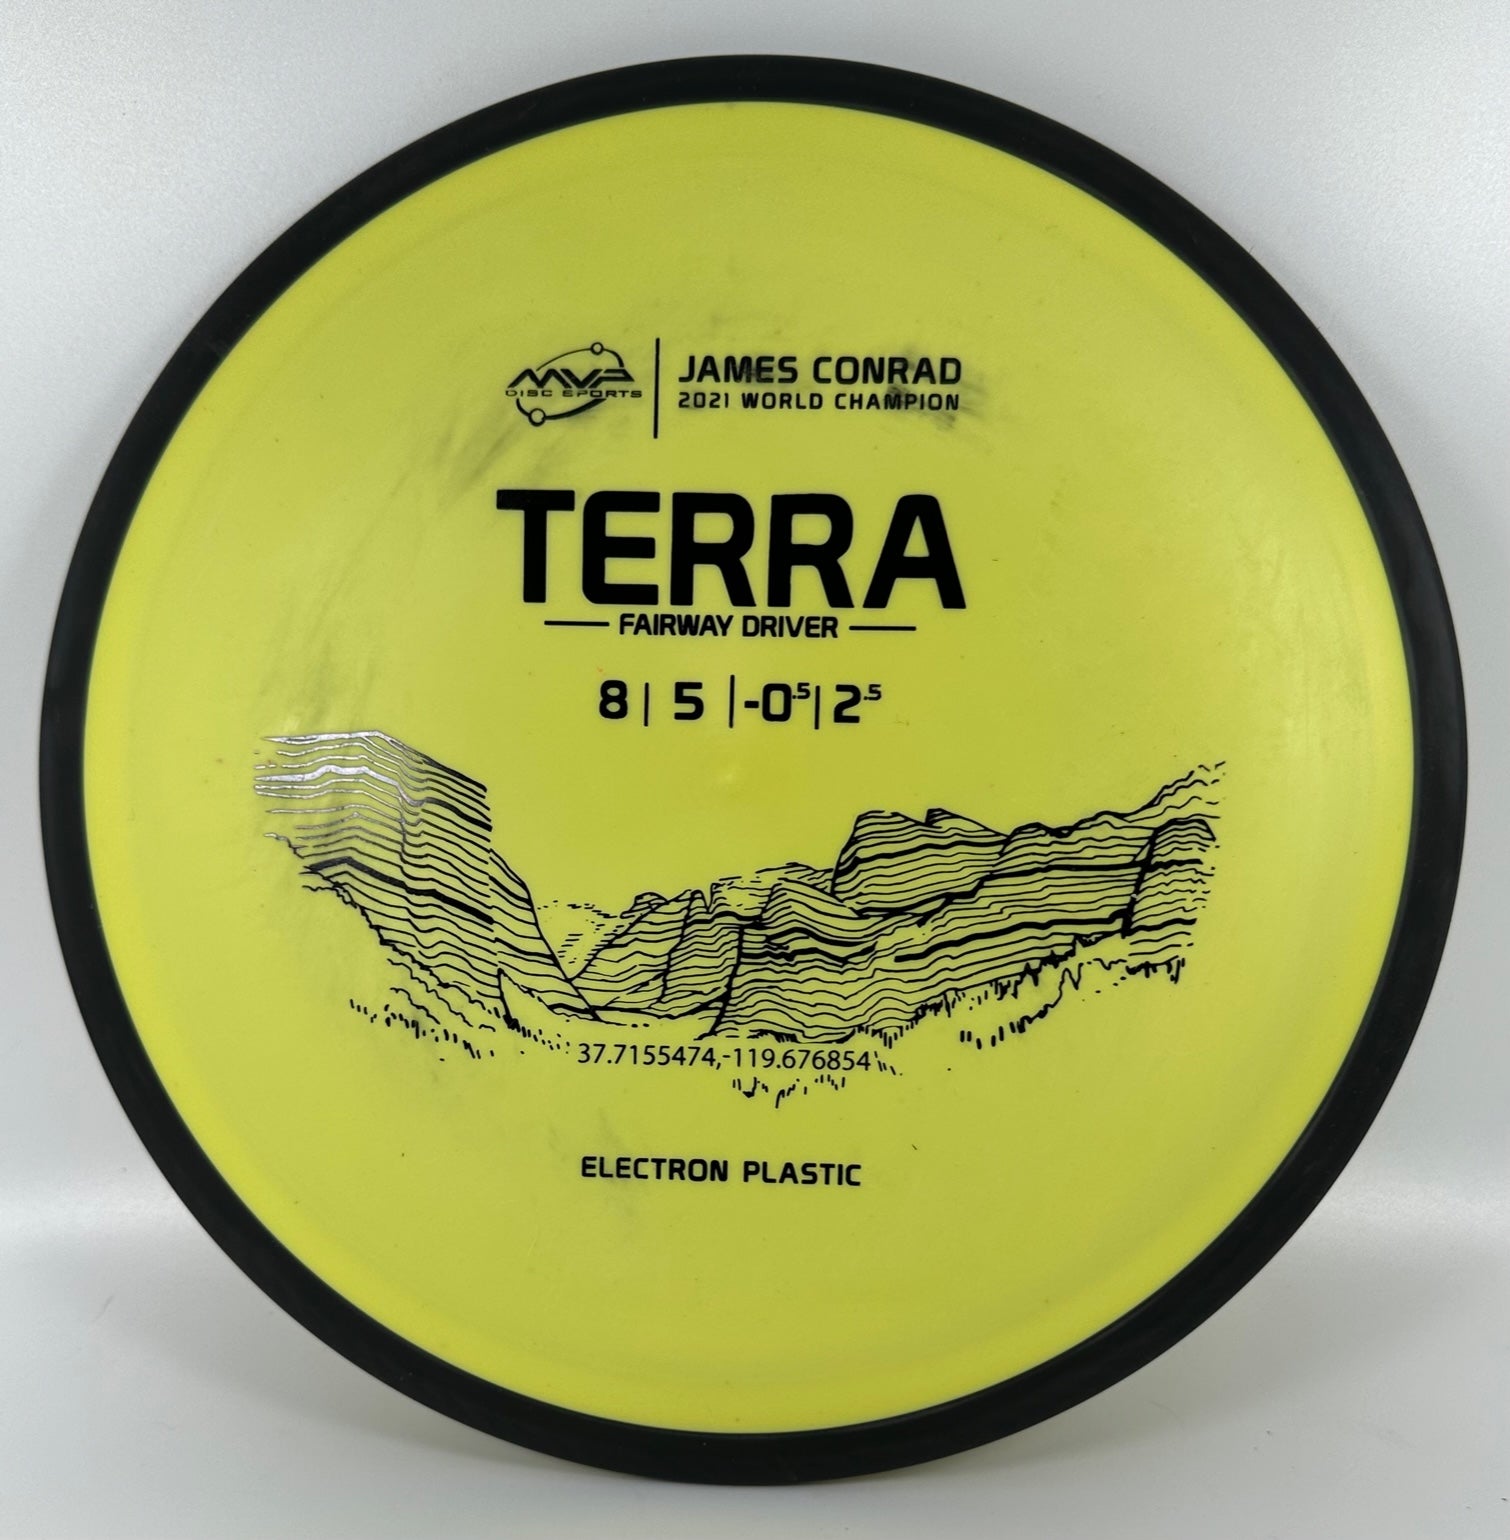 MVP
DISC SPORTS
JAMES CONRAD
2021 WORLD CHAMPION
TERRA
FAIRWAY DRIVER
8 | 5 | -0.5 | 2.5
37.7155474,-119.676854
ELECTRON PLASTIC